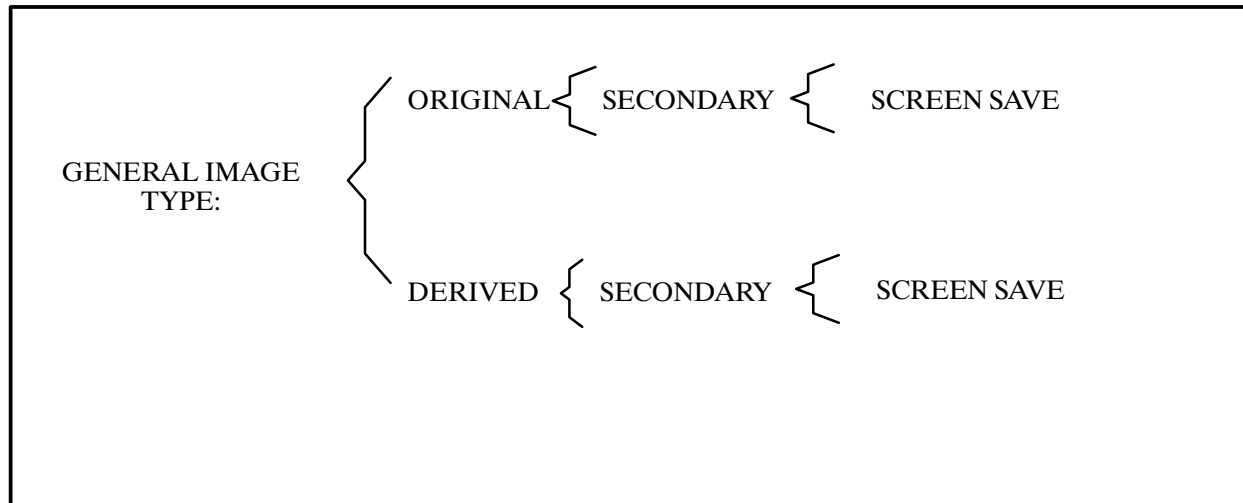 ORIGINAL SECONDARY SCREEN SAVE
GENERAL IMAGE
TYPE:
DERIVED SECONDARY SCREEN SAVE